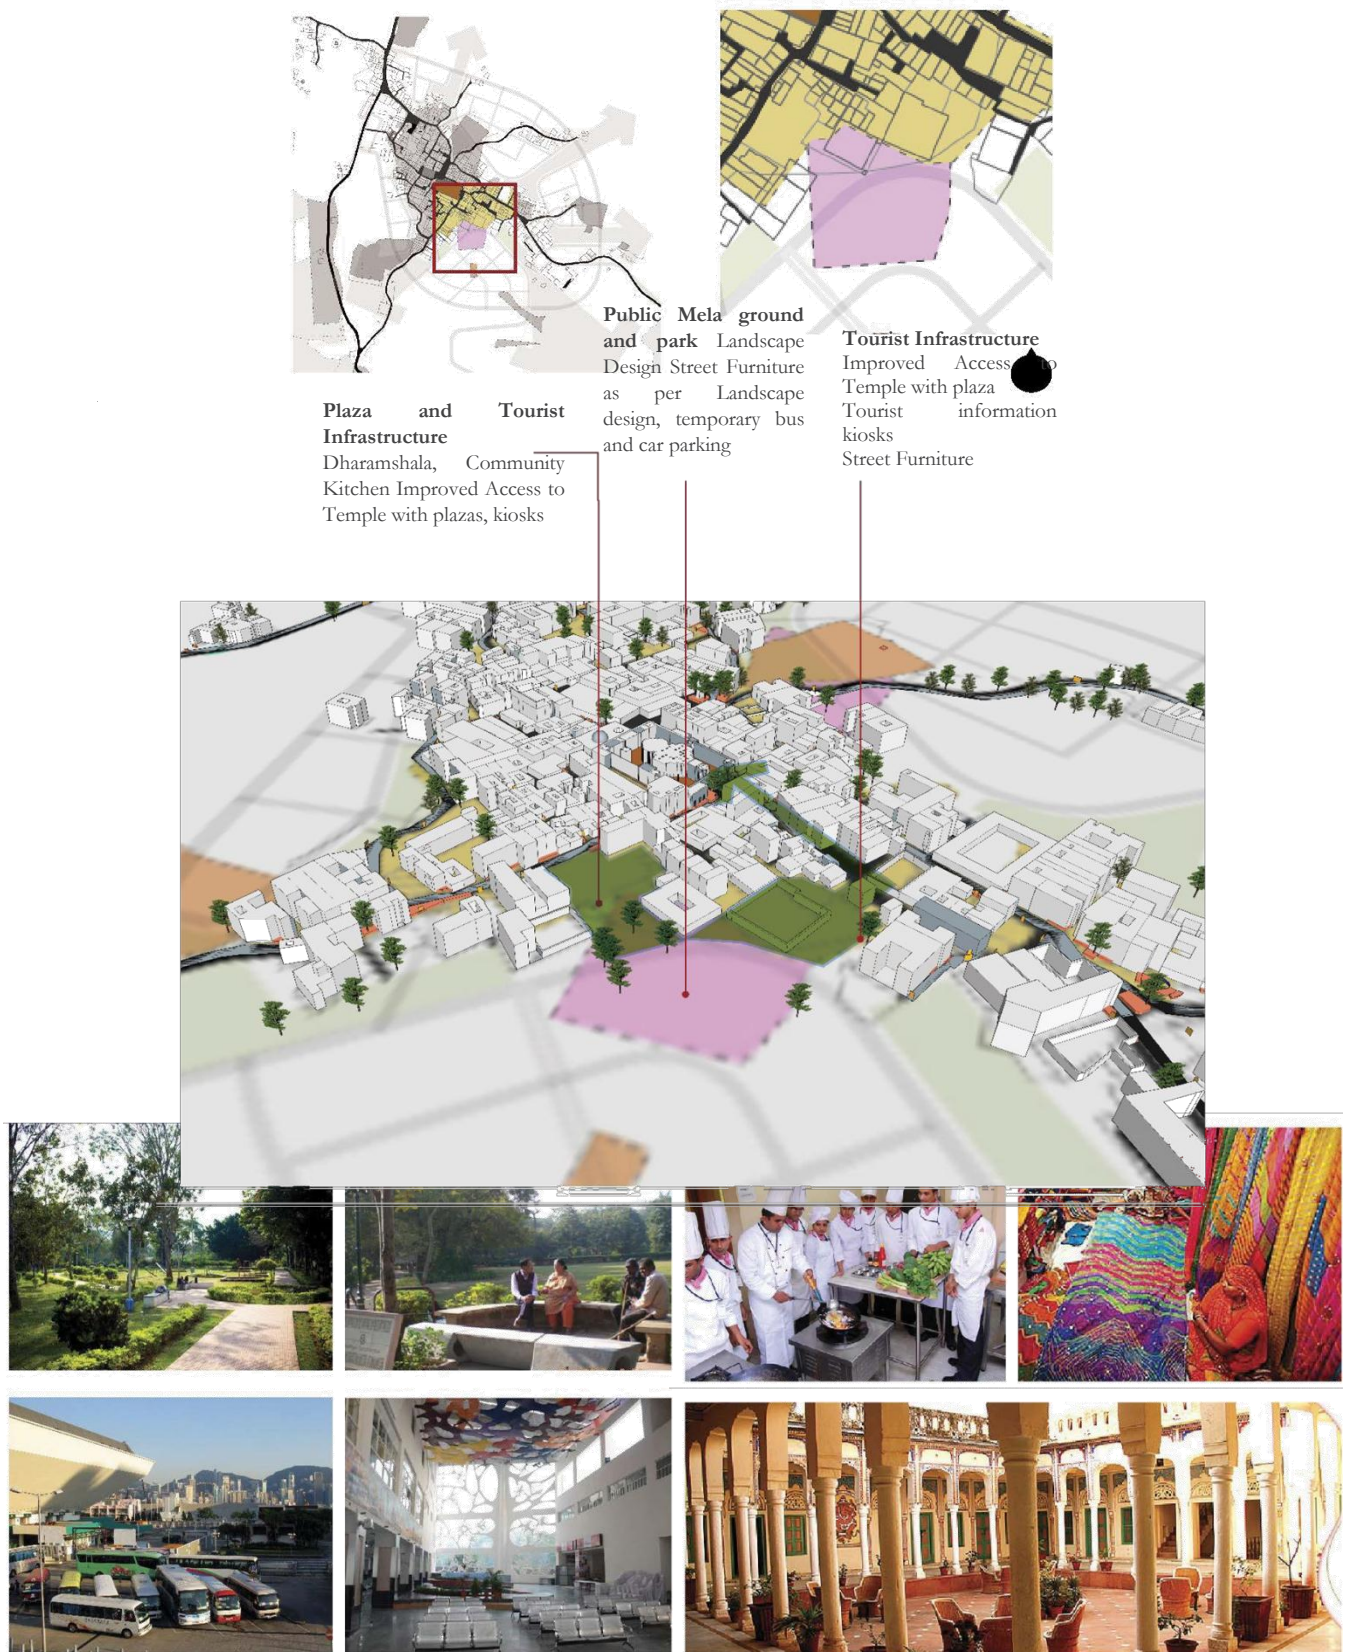 Public Mela ground
and park Landscape
Design Street Furniture
as per Landscape
design, temporary bus
and car parking
Tourist Infrastructure
Improved Access to
Temple with plaza
Tourist information
kiosks
Street Furniture
Plaza and Tourist
Infrastructure
Dharamshala, Community
Kitchen Improved Access to
Temple with plazas, kiosks